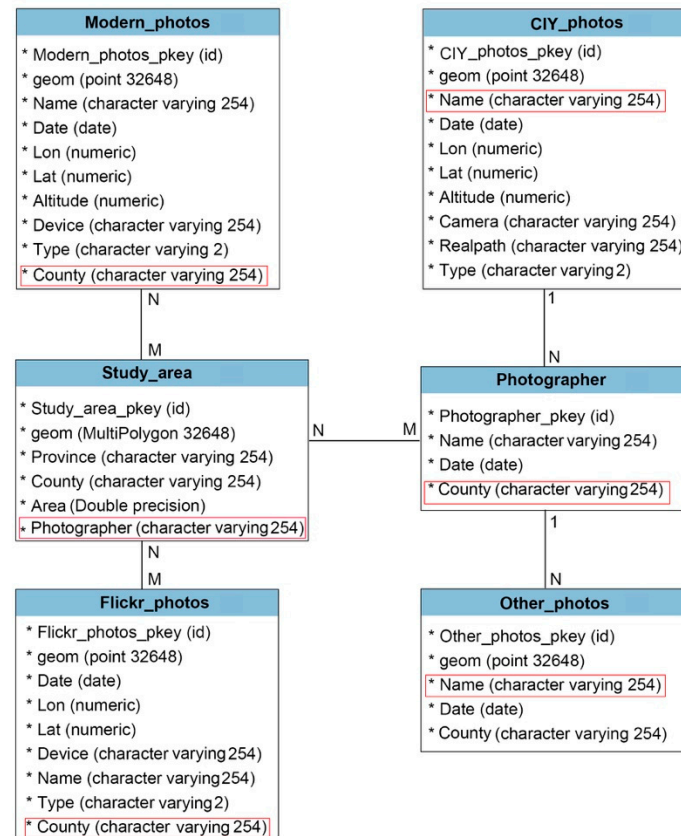 Modern_photos
* Modern_photos_pkey (id)
* geom (point 32648)
* Name (character varying 254)
* Date (date)
* Lon (numeric)
* Lat (numeric)
* Altitude (numeric)
* Device (character varying 254)
* Type (character varying 2)
* County (character varying 254)
N
M
Study_area
* Study_area_pkey (id)
* geom (MultiPolygon 32648)
* Province (character varying 254)
* County (character varying 254)
* Area (Double precision)
* Photographer (character varying 254)
N
M
N
M
Flickr_photos
* Flickr_photos_pkey (id)
* geom (point 32648)
* Date (date)
* Lon (numeric)
* Lat (numeric)
* Device (character varying 254)
* Name (character varying 254)
* Type (character varying 2)
* County (character varying 254)
CIY_photos
* CIY_photos_pkey (id)
* geom (point 32648)
* Name (character varying 254)
* Date (date)
* Lon (numeric)
* Lat (numeric)
* Altitude (numeric)
* Camera (character varying 254)
* Realpath (character varying 254)
* Type (character varying 2)
1
N
Photographer
* Photographer_pkey (id)
* Name (character varying 254)
* Date (date)
* County (character varying 254)
1
N
Other_photos
* Other_photos_pkey (id)
* geom (point 32648)
* Name (character varying 254)
* Date (date)
* County (character varying 254)